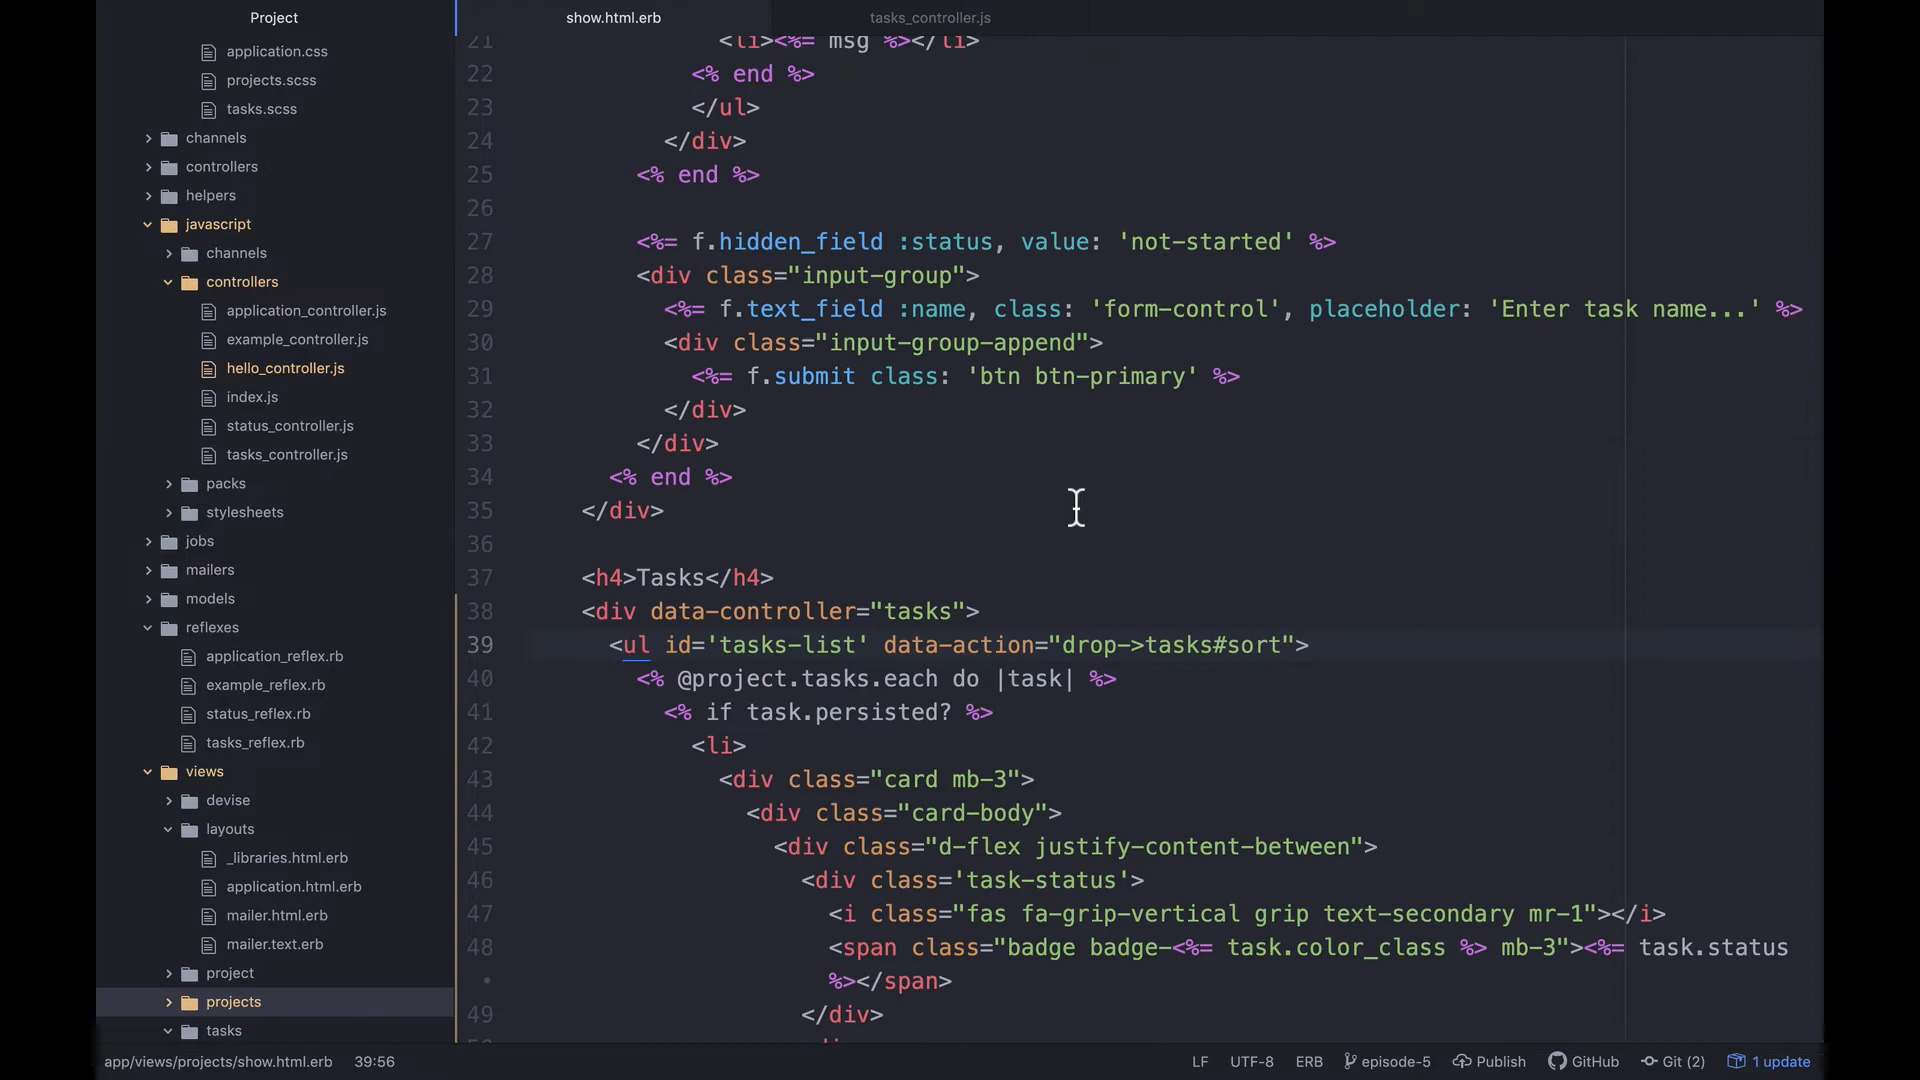 Project
application.css
projects.scss
tasks.scss
channels
controllers
helpers
javascript
channels
controllers
application_controller.js
example_controller.js
hello_controller.js
index.js
status_controller.js
tasks_controller.js
packs
stylesheets
jobs
mailers
models
reflexes
application_reflex.rb
example_reflex.rb
status_reflex.rb
tasks_reflex.rb
views
devise
layouts
_libraries.html.erb
application.html.erb
mailer.html.erb
mailer.text.erb
project
projects
tasks
show.html.erb
tasks_controller.js
21 <li><%= msg %></li>
22 <% end %>
23 </ul>
24 </div>
25 <% end %>
26
27 <%= f.hidden_field :status, value: 'not-started' %>
28 <div class="input-group">
29 <%= f.text_field :name, class: 'form-control', placeholder: 'Enter task name...' %>
30 <div class="input-group-append">
31 <%= f.submit class: 'btn btn-primary' %>
32 </div>
33 </div>
34 <% end %>
35 </div>
36
37 <h4>Tasks</h4>
38 <div data-controller="tasks">
39 <ul id='tasks-list' data-action="drop->tasks#sort">
40 <% @project.tasks.each do |task| %>
41 <% if task.persisted? %>
42 <li>
43 <div class="card mb-3">
44 <div class="card-body">
45 <div class="d-flex justify-content-between">
46 <div class='task-status'>
47 <i class="fas fa-grip-vertical grip text-secondary mr-1"></i>
48 <span class="badge badge-<%= task.color_class %> mb-3"><%= task.status
• %></span>
49 </div>
app/views/projects/show.html.erb 39:56
LF UTF-8 ERB episode-5 Publish GitHub Git (2) 1 update